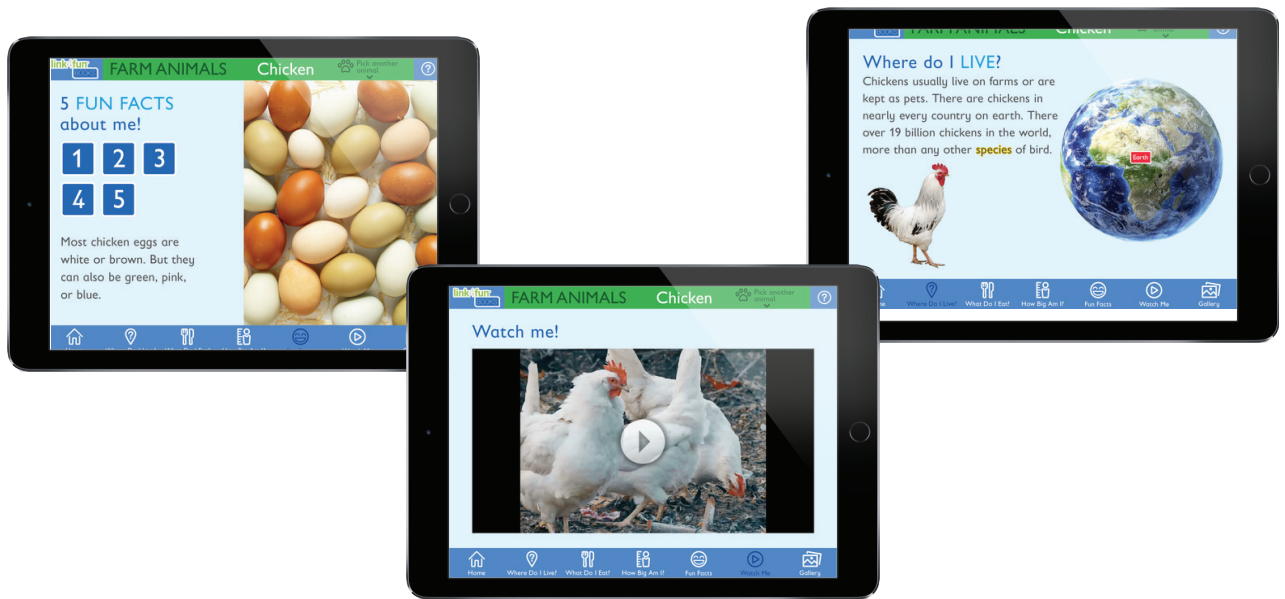 link4fun
BOOKS
FARM ANIMALS
Chicken
Pick another
animal
?
5 FUN FACTS
about me!
1 2 3
4 5
Most chicken eggs are
white or brown. But they
can also be green, pink,
or blue.
FARM ANIMALS
Chicken
animal
?
Where do I LIVE?
Chickens usually live on farms or are
kept as pets. There are chickens in
nearly every country on earth. There
over 19 billion chickens in the world,
more than any other species of bird.
Earth
Where Do I Live? What Do I Eat? How Big Am I? Fun Facts Watch Me Gallery
link4fun
BOOKS
FARM ANIMALS
Chicken
Pick another
animal
?
Watch me!
Home Where Do I Live? What Do I Eat? How Big Am I? Fun Facts Watch Me Gallery